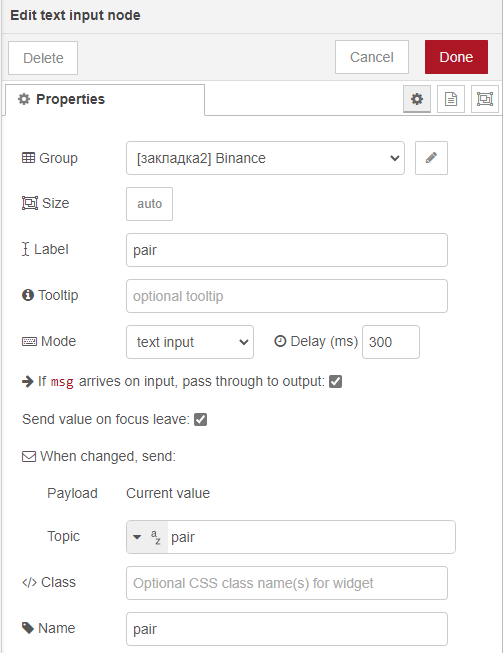 Edit text input node
Delete
Cancel
Done
Properties
Group
[закладка2] Binance
Size
auto
Label
pair
Tooltip
optional tooltip
Mode
text input
Delay (ms)
300
If msg arrives on input, pass through to output:
Send value on focus leave:
When changed, send:
Payload
Current value
Topic
a
z
pair
</> Class
Optional CSS class name(s) for widget
Name
pair